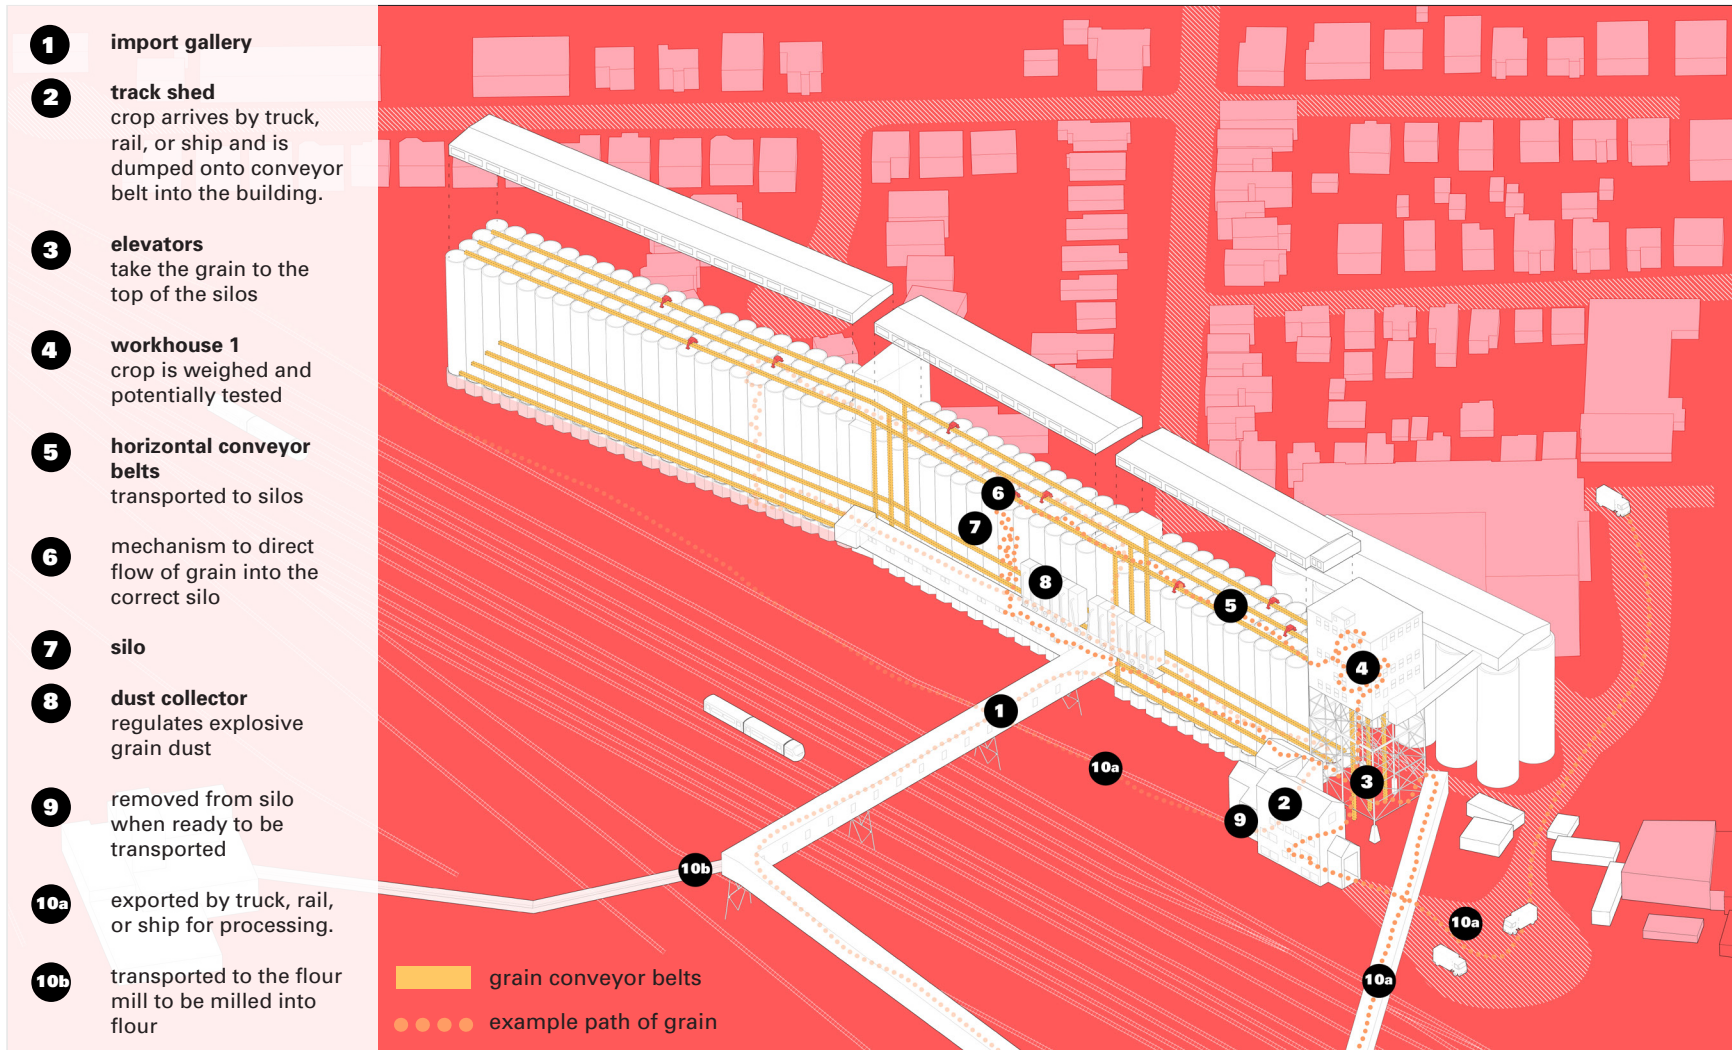 1
import gallery
2
track shed
crop arrives by truck,
rail, or ship and is
dumped onto conveyor
belt into the building.
3
elevators
take the grain to the
top of the silos
4
workhouse 1
crop is weighed and
potentially tested
5
horizontal conveyor
belts
transported to silos
6
mechanism to direct
flow of grain into the
correct silo
7
silo
8
dust collector
regulates explosive
grain dust
9
removed from silo
when ready to be
transported
10a
exported by truck, rail,
or ship for processing.
10b
transported to the flour
mill to be milled into
flour
grain conveyor belts
example path of grain
6
7
8
5
4
1
10a
3
2
9
10b
10a
10a